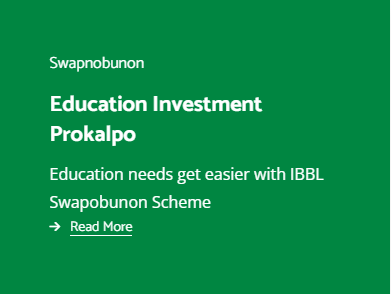 Swapnobunon
Education Investment
Prokalpo
Education needs get easier with IBBL
Swapobunon Scheme
→ Read More